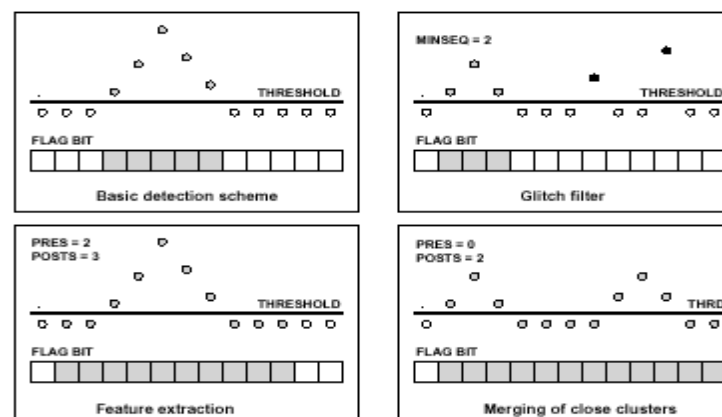 THRESHOLD
FLAG BIT
Basic detection scheme
MINSEQ = 2
THRESHOLD
FLAG BIT
Glitch filter
PRES = 2
POSTS = 3
THRESHOLD
FLAG BIT
Feature extraction
PRES = 0
POSTS = 2
THRD
FLAG BIT
Merging of close clusters